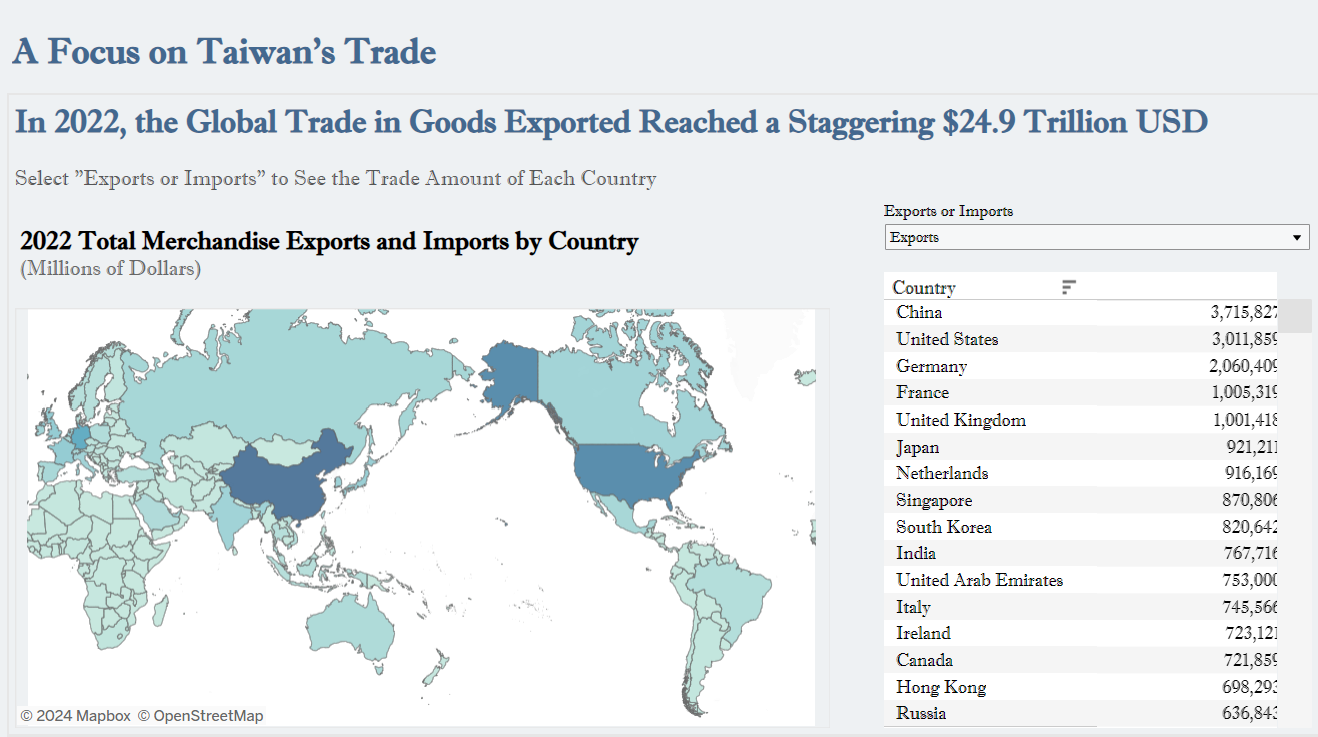 A Focus on Taiwan's Trade
In 2022, the Global Trade in Goods Exported Reached a Staggering $24.9 Trillion USD
Select ”Exports or Imports” to See the Trade Amount of Each Country
2022 Total Merchandise Exports and Imports by Country
(Millions of Dollars)
Exports or Imports
Exports
Country
China 3,715,827
United States 3,011,859
Germany 2,060,409
France 1,005,319
United Kingdom 1,001,418
Japan 921,211
Netherlands 916,169
Singapore 870,806
South Korea 820,642
India 767,716
United Arab Emirates 753,000
Italy 745,566
Ireland 723,121
Canada 721,859
Hong Kong 698,293
Russia 636,843
© 2024 Mapbox © OpenStreetMap